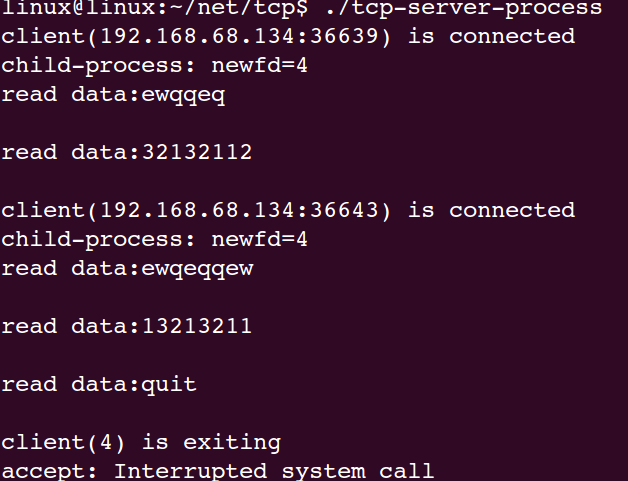 linux@linux:~/net/tcp$ ./tcp-server-process
client(192.168.68.134:36639) is connected
child-process: newfd=4
read data:ewqqeq
read data:32132112
client(192.168.68.134:36643) is connected
child-process: newfd=4
read data:ewqeqqew
read data:13213211
read data:quit
client(4) is exiting
accept: Interrupted system call